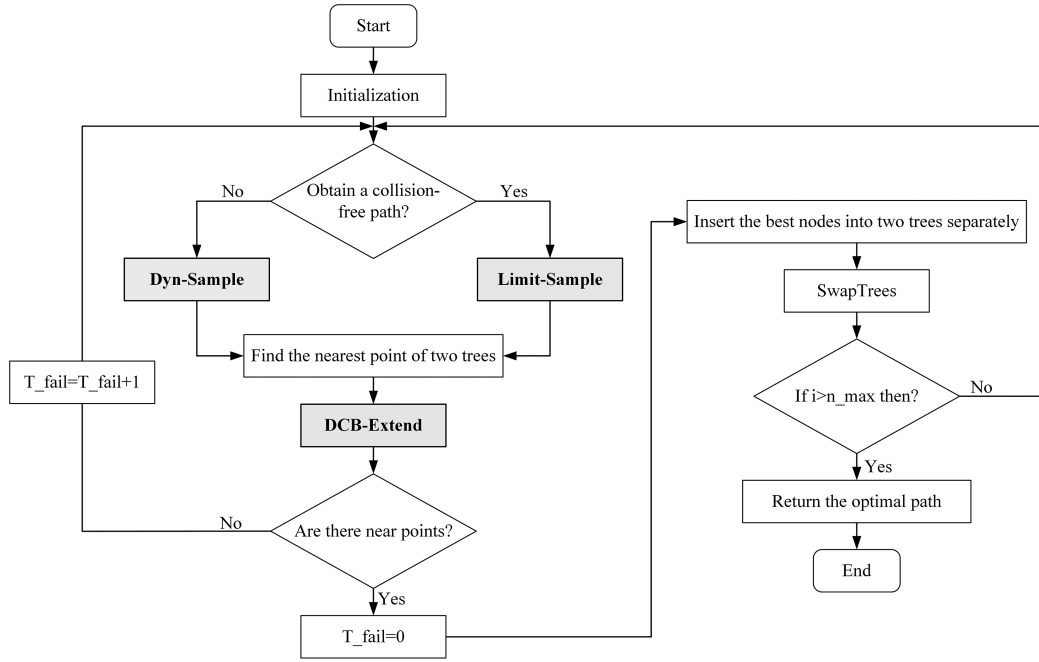 Start
Initialization
Obtain a collision-
free path?
No
Yes
Dyn-Sample
Limit-Sample
Find the nearest point of two trees
T_fail=T_fail+1
DCB-Extend
Are there near points?
No
Yes
T_fail=0
Insert the best nodes into two trees separately
SwapTrees
If i>n_max then?
No
Yes
Return the optimal path
End